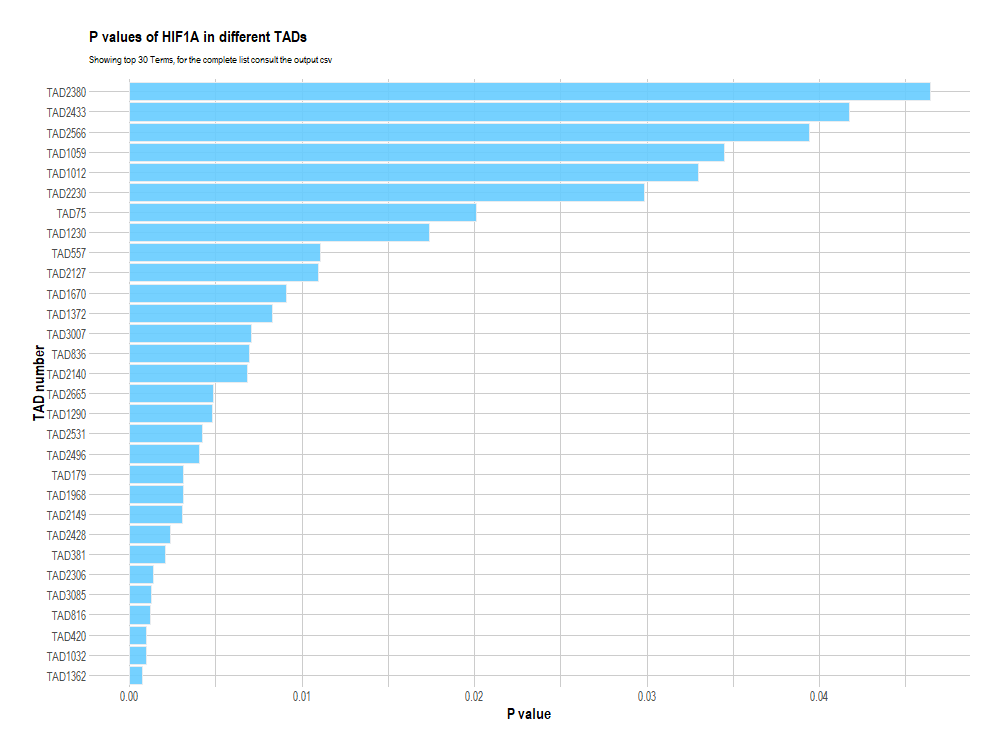 P values of HIF1A in different TADs
Showing top 30 Terms, for the complete list consult the output csv
TAD2380
TAD2433
TAD2566
TAD1059
TAD1012
TAD2230
TAD75
TAD1230
TAD557
TAD2127
TAD1670
TAD1372
TAD3007
TAD836
TAD2140
TAD2665
TAD1290
TAD2531
TAD2496
TAD179
TAD1968
TAD2149
TAD2428
TAD381
TAD2306
TAD3085
TAD816
TAD420
TAD1032
TAD1362
TAD number
0.00 0.01 0.02 0.03 0.04
P value